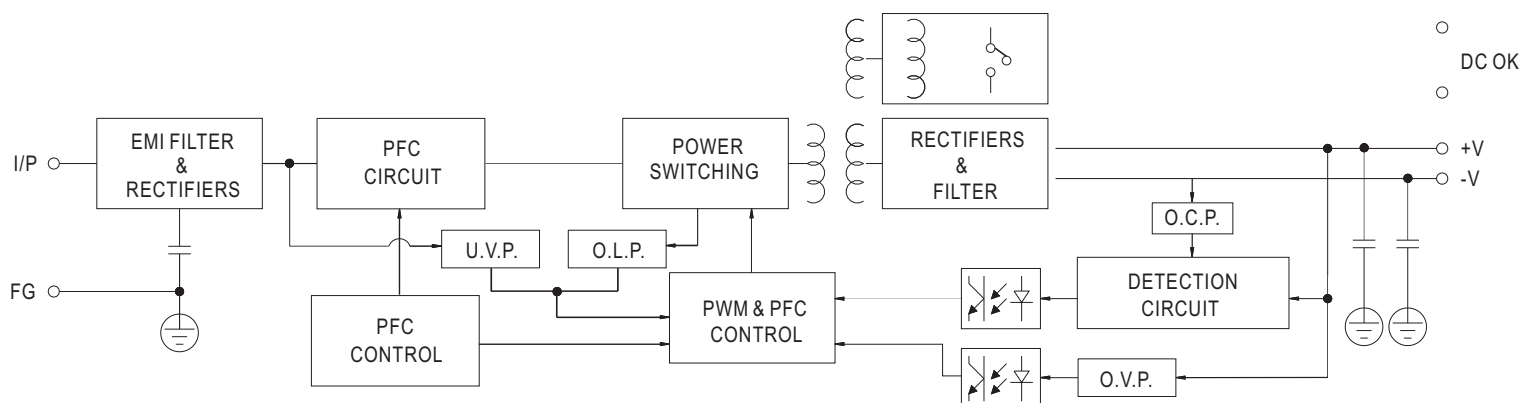 DC OK
EMI FILTER
&
RECTIFIERS
PFC
CIRCUIT
POWER
SWITCHING
RECTIFIERS
&
FILTER
I/P
+V
-V
U.V.P.
O.L.P.
O.C.P.
FG
PFC
CONTROL
PWM & PFC
CONTROL
DETECTION
CIRCUIT
O.V.P.